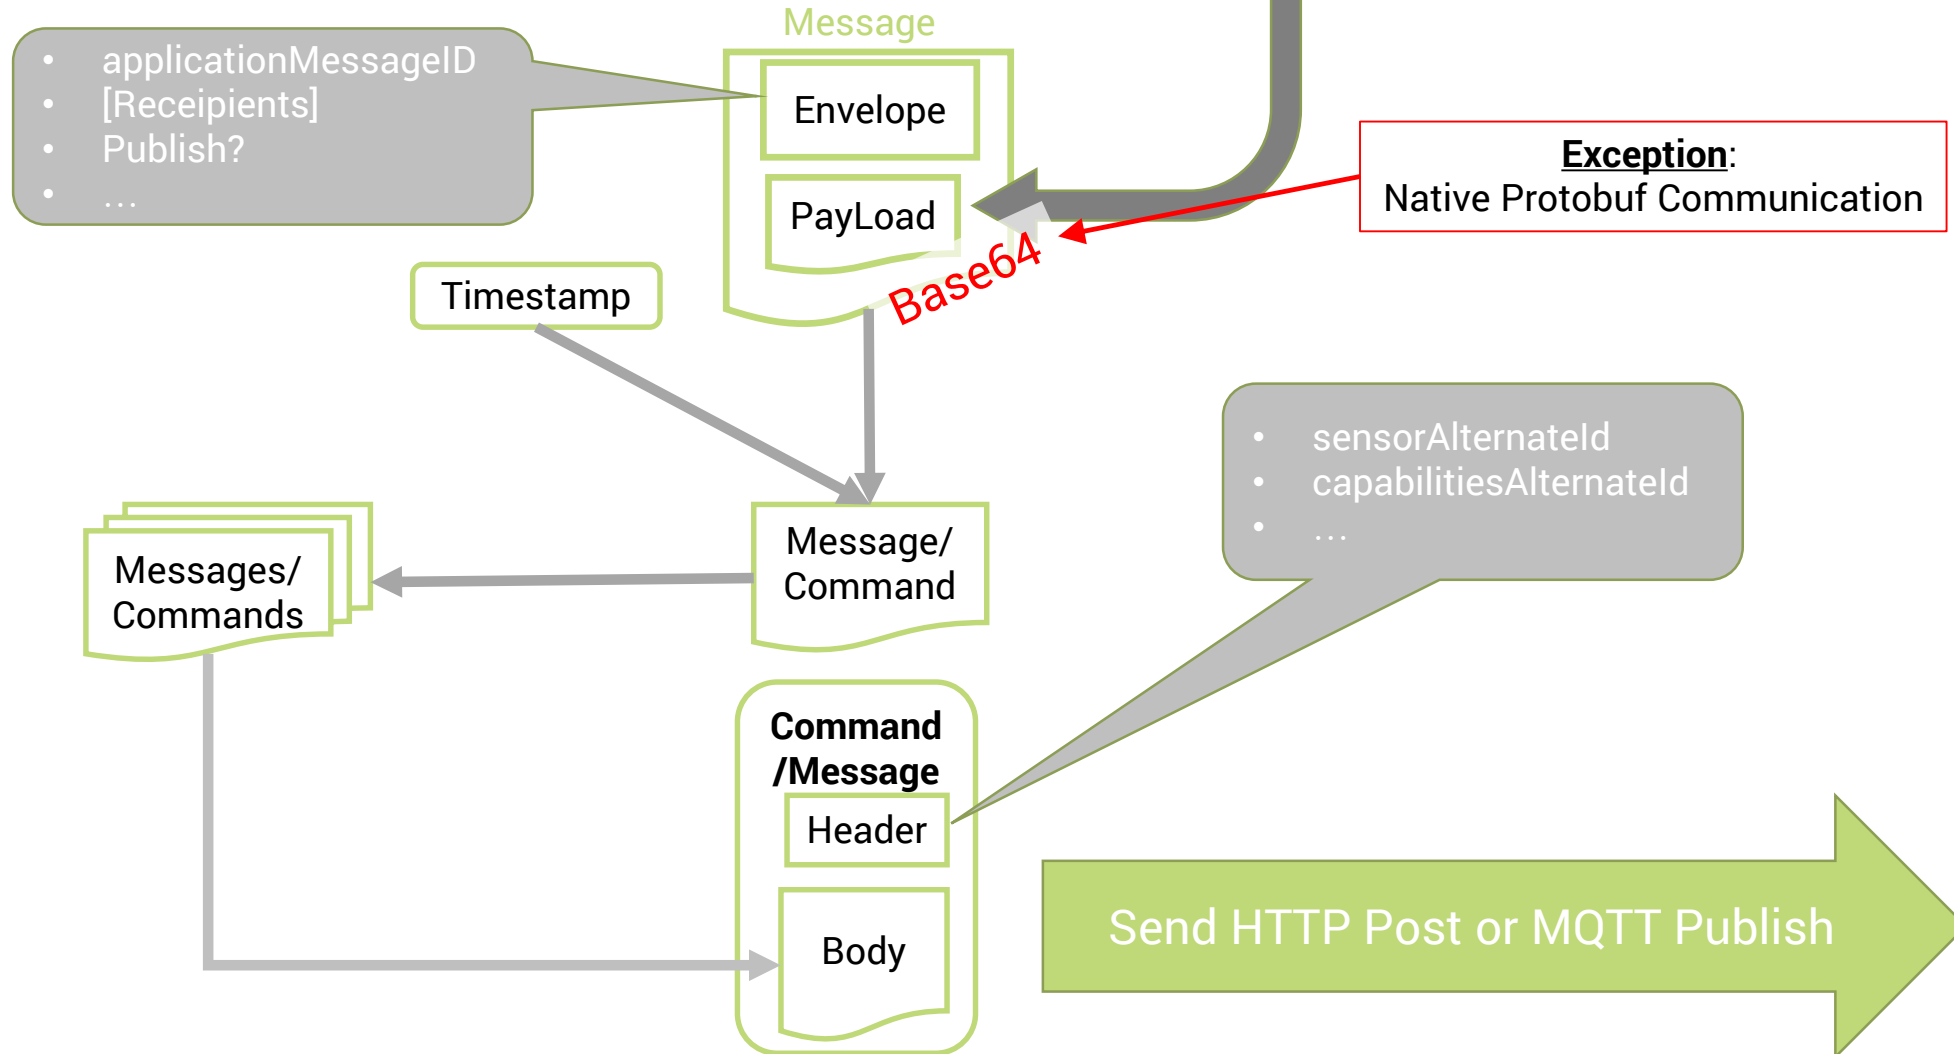 Message
• applicationMessageID
• [Receipients]
• Publish?
• …
Envelope
PayLoad
Base64
Exception:
Native Protobuf Communication
Timestamp
• sensorAlternateId
• capabilitiesAlternateId
• …
Message/
Command
Messages/
Commands
Command
/Message
Header
Body
Send HTTP Post or MQTT Publish